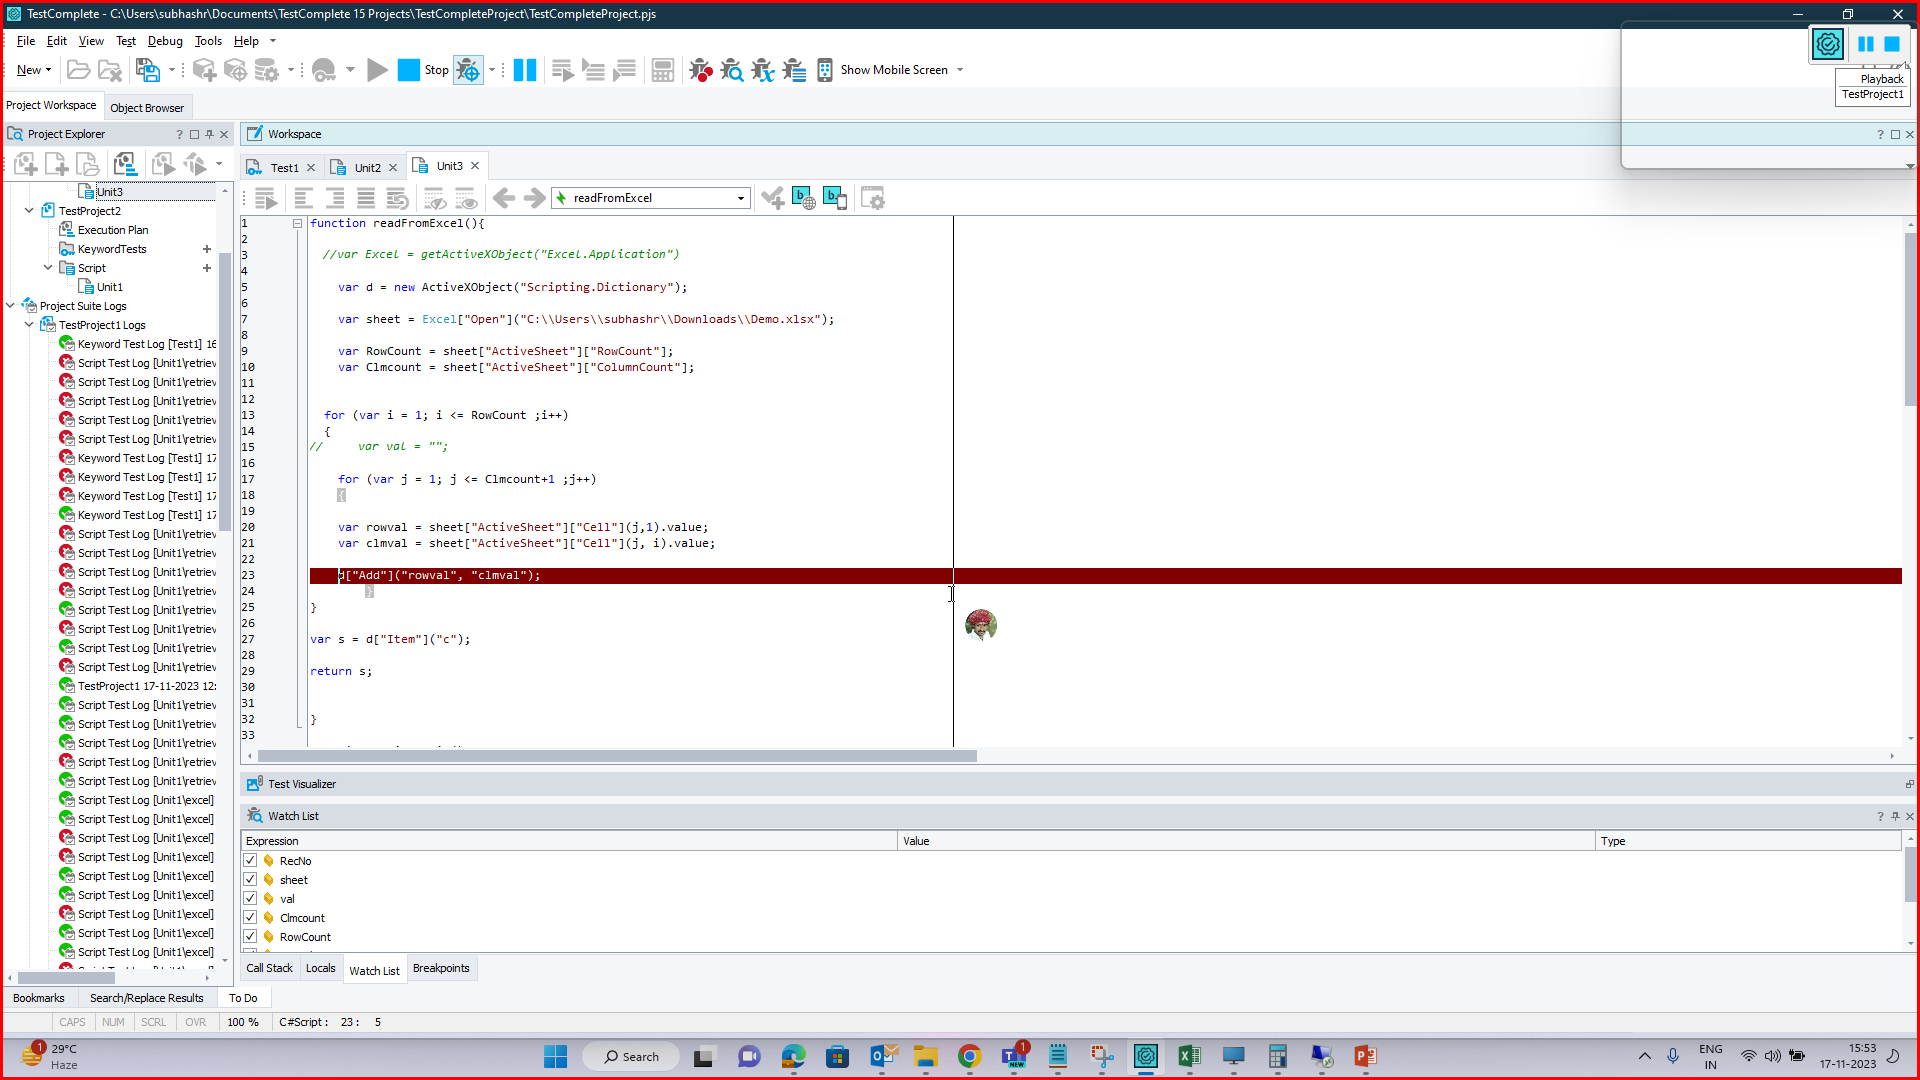 TestComplete - C:\Users\subhashr\Documents\TestComplete 15 Projects\TestCompleteProject\TestCompleteProject.pjs
File Edit View Test Debug Tools Help
New Stop Show Mobile Screen
Playback
TestProject1
Project Workspace Object Browser
Project Explorer
Workspace
Test1 Unit2 Unit3
readFromExcel
Unit3
TestProject2
Execution Plan
KeywordTests
Script
Unit1
Project Suite Logs
TestProject1 Logs
Keyword Test Log [Test1] 16
Script Test Log [Unit1\retriev
Script Test Log [Unit1\retriev
Script Test Log [Unit1\retriev
Script Test Log [Unit1\retriev
Script Test Log [Unit1\retriev
Keyword Test Log [Test1] 17
Keyword Test Log [Test1] 17
Keyword Test Log [Test1] 17
Keyword Test Log [Test1] 17
Script Test Log [Unit1\retriev
Script Test Log [Unit1\retriev
Script Test Log [Unit1\retriev
Script Test Log [Unit1\retriev
Script Test Log [Unit1\retriev
Script Test Log [Unit1\retriev
Script Test Log [Unit1\retriev
Script Test Log [Unit1\retriev
TestProject1 17-11-2023 12:
Script Test Log [Unit1\retriev
Script Test Log [Unit1\retriev
Script Test Log [Unit1\retriev
Script Test Log [Unit1\retriev
Script Test Log [Unit1\retriev
Script Test Log [Unit1\excel]
Script Test Log [Unit1\excel]
Script Test Log [Unit1\excel]
Script Test Log [Unit1\excel]
Script Test Log [Unit1\excel]
Script Test Log [Unit1\excel]
Script Test Log [Unit1\excel]
Script Test Log [Unit1\excel]
Script Test Log [Unit1\excel]
1 function readFromExcel(){
2
3 //var Excel = getActiveXObject("Excel.Application")
4
5 var d = new ActiveXObject("Scripting.Dictionary");
6
7 var sheet = Excel["Open"]("C:\\Users\\subhashr\\Downloads\\Demo.xlsx");
8
9 var RowCount = sheet["ActiveSheet"]["RowCount"];
10 var Clmcount = sheet["ActiveSheet"]["ColumnCount"];
11
12
13 for (var i = 1; i <= RowCount ;i++)
14 {
15 // var val = "";
16
17 for (var j = 1; j <= Clmcount+1 ;j++)
18 {
19
20 var rowval = sheet["ActiveSheet"]["Cell"](j,1).value;
21 var clmval = sheet["ActiveSheet"]["Cell"](j, i).value;
22
23 d["Add"]("rowval", "clmval");
24 }
25 }
26
27 var s = d["Item"]("c");
28
29 return s;
30
31
32 }
33
Test Visualizer
Watch List
Expression Value Type
RecNo
sheet
val
Clmcount
RowCount
Call Stack Locals Watch List Breakpoints
Bookmarks Search/Replace Results To Do
CAPS NUM SCRL OVR 100 % C#Script : 23 : 5
1 29°C
Haze
Search
1
NEW
ENG
IN
15:53
17-11-2023